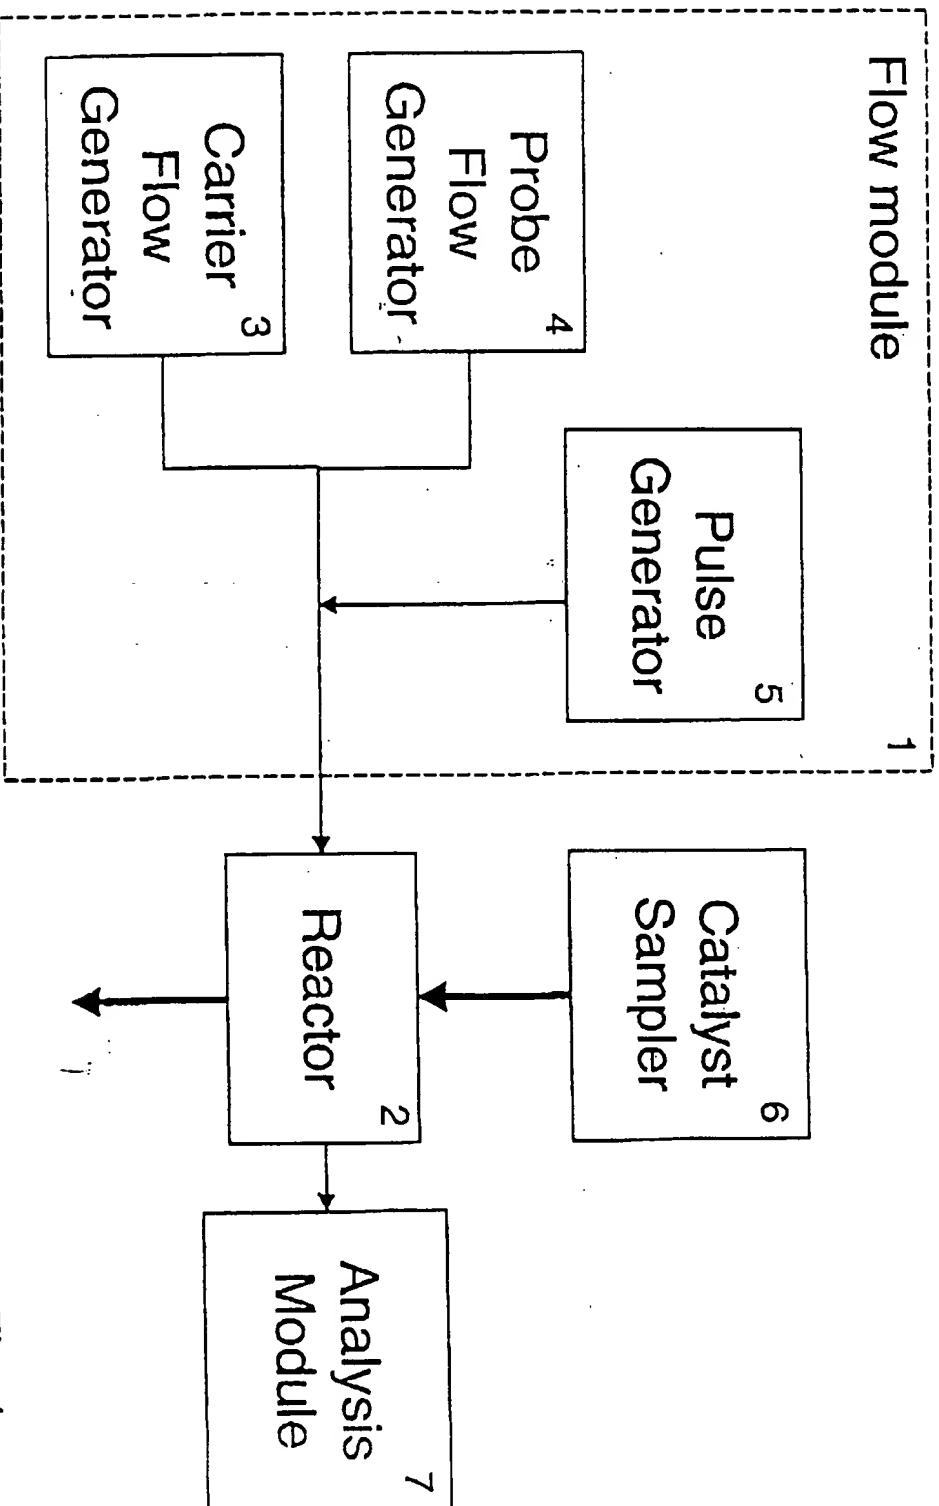 Flow module
1
Probe
Flow
Generator
4
Carrier
Flow
Generator
3
Pulse
Generator
5
Catalyst
Sampler
6
Reactor
2
Analysis
Module
7